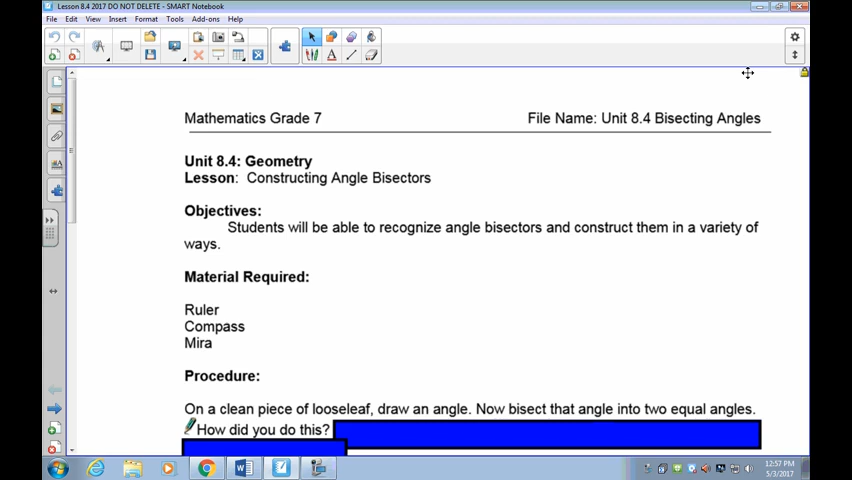 Lesson 8.4 2017 DO NOT DELETE - SMART Notebook
File Edit View Insert Format Tools Add-ons Help
Mathematics Grade 7 File Name: Unit 8.4 Bisecting Angles
Unit 8.4: Geometry
Lesson: Constructing Angle Bisectors
Objectives:
Students will be able to recognize angle bisectors and construct them in a variety of
ways.
Material Required:
Ruler
Compass
Mira
Procedure:
On a clean piece of looseleaf, draw an angle. Now bisect that angle into two equal angles.
How did you do this?
12:57 PM
5/3/2017